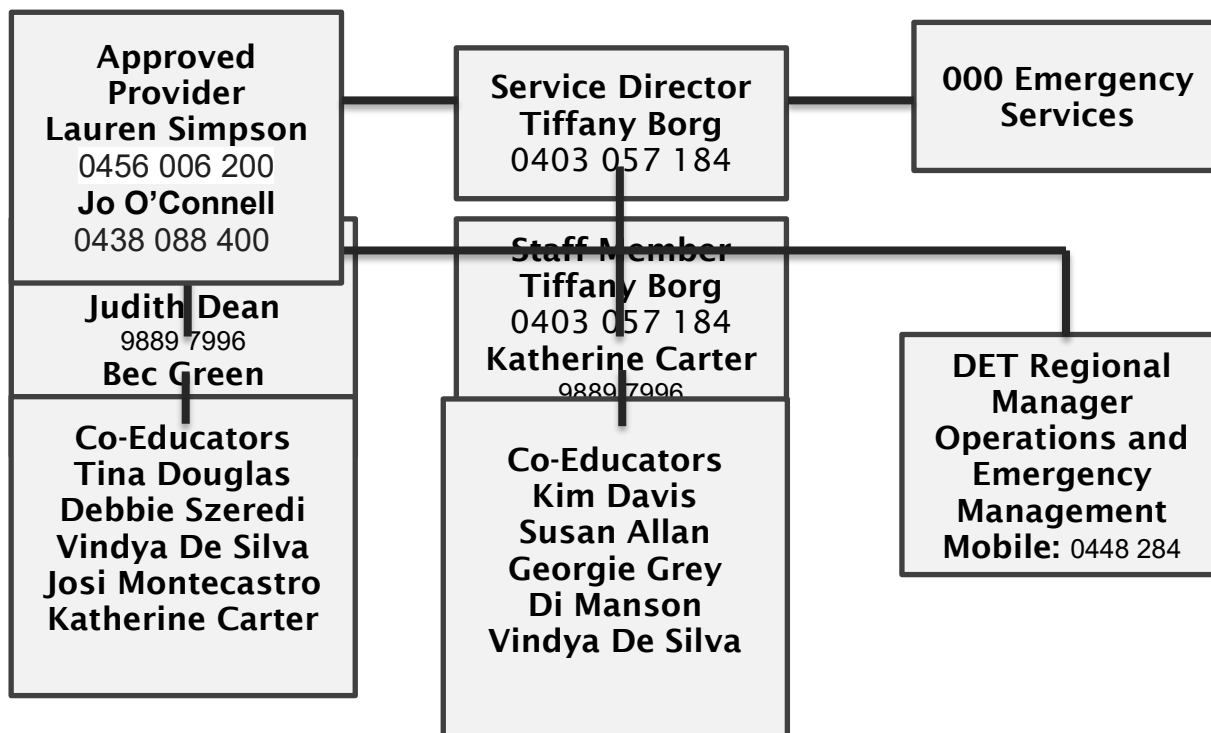 Approved
Provider
Lauren Simpson
0456 006 200
Jo O’Connell
0438 088 400
Service Director
Tiffany Borg
0403 057 184
000 Emergency
Services
Judith Dean
9889 7996
Bec Green
Staff Member
Tiffany Borg
0403 057 184
Katherine Carter
9889 7996
DET Regional
Manager
Operations and
Emergency
Management
Mobile: 0448 284
Co-Educators
Tina Douglas
Debbie Szeredi
Vindya De Silva
Josi Montecastro
Katherine Carter
Co-Educators
Kim Davis
Susan Allan
Georgie Grey
Di Manson
Vindya De Silva